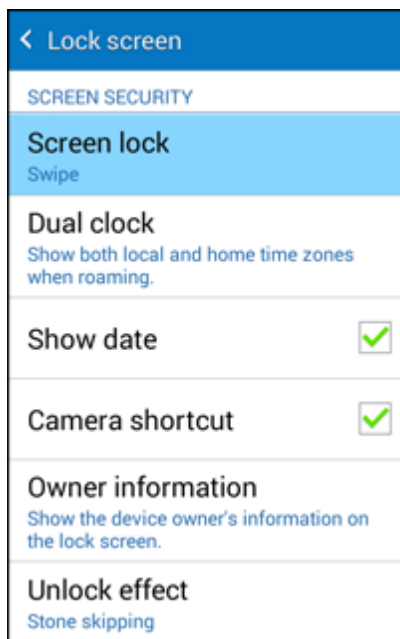 Lock screen
SCREEN SECURITY
Screen lock
Swipe
Dual clock
Show both local and home time zones
when roaming.
Show date
Camera shortcut
Owner information
Show the device owner's information on
the lock screen.
Unlock effect
Stone skipping